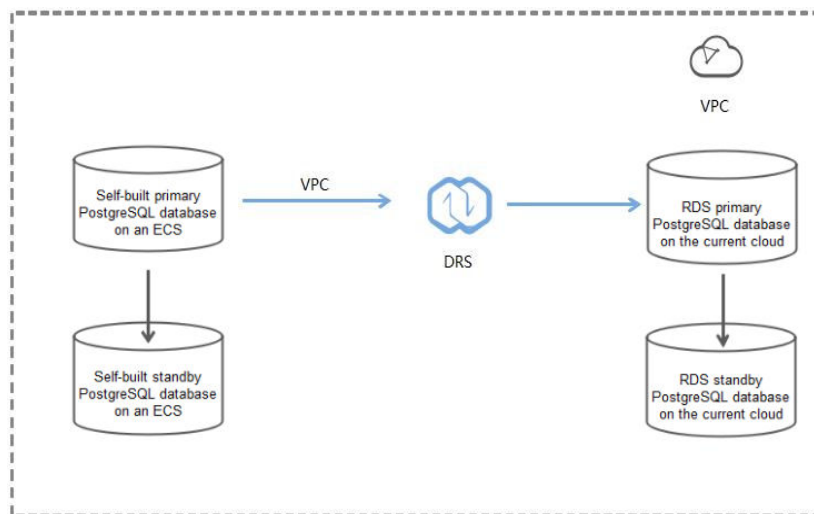 VPC
Self-built primary
PostgreSQL database
on an ECS
VPC
DRS
RDS primary
PostgreSQL database
on the current cloud
Self-built standby
PostgreSQL database
on an ECS
RDS standby
PostgreSQL database
on the current cloud